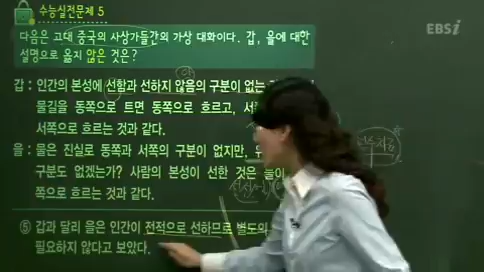 수능실전문제 5
EBSi
다음은 고대 중국의 사상가들간의 가상 대화이다. 갑, 을에 대한
설명으로 옳지 않은 것은?
갑 : 인간의 본성에 선함과 선하지 않음의 구분이 없는
물길을 동쪽으로 트면 동쪽으로 흐르고,
서쪽으로 흐르는 것과 같다.
을 : 물은 진실로 동쪽과 서쪽의 구분이 없지만,
구분도 없겠는가? 사람의 본성이 선한 것은 물이
쪽으로 흐르는 것과 같다.
⑤ 갑과 달리 을은 인간이 전적으로 선하므로 별도의
필요하지 않다고 보았다.